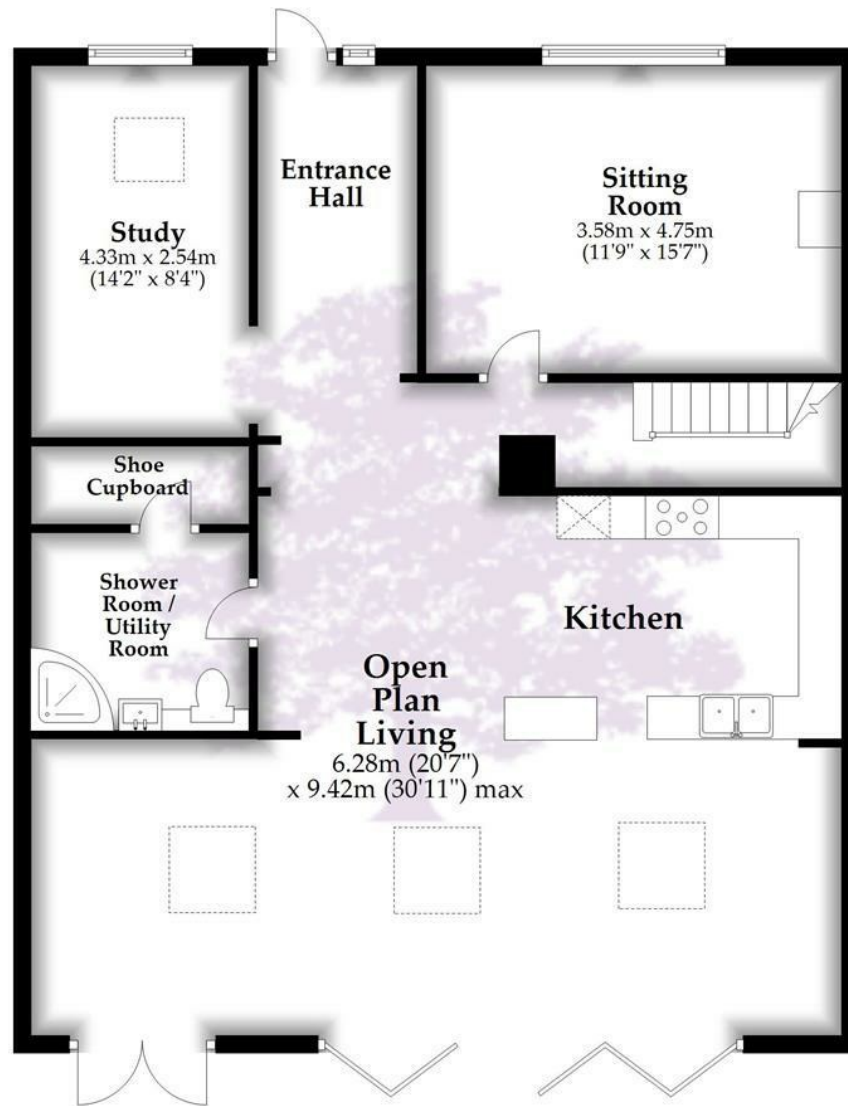 Entrance
Hall
Study
4.33m x 2.54m
(14'2" x 8'4")
Sitting
Room
3.58m x 4.75m
(11'9" x 15'7")
Shoe
Cupboard
Shower
Room /
Utility
Room
Kitchen
Open
Plan
Living
6.28m (20'7")
x 9.42m (30'11") max